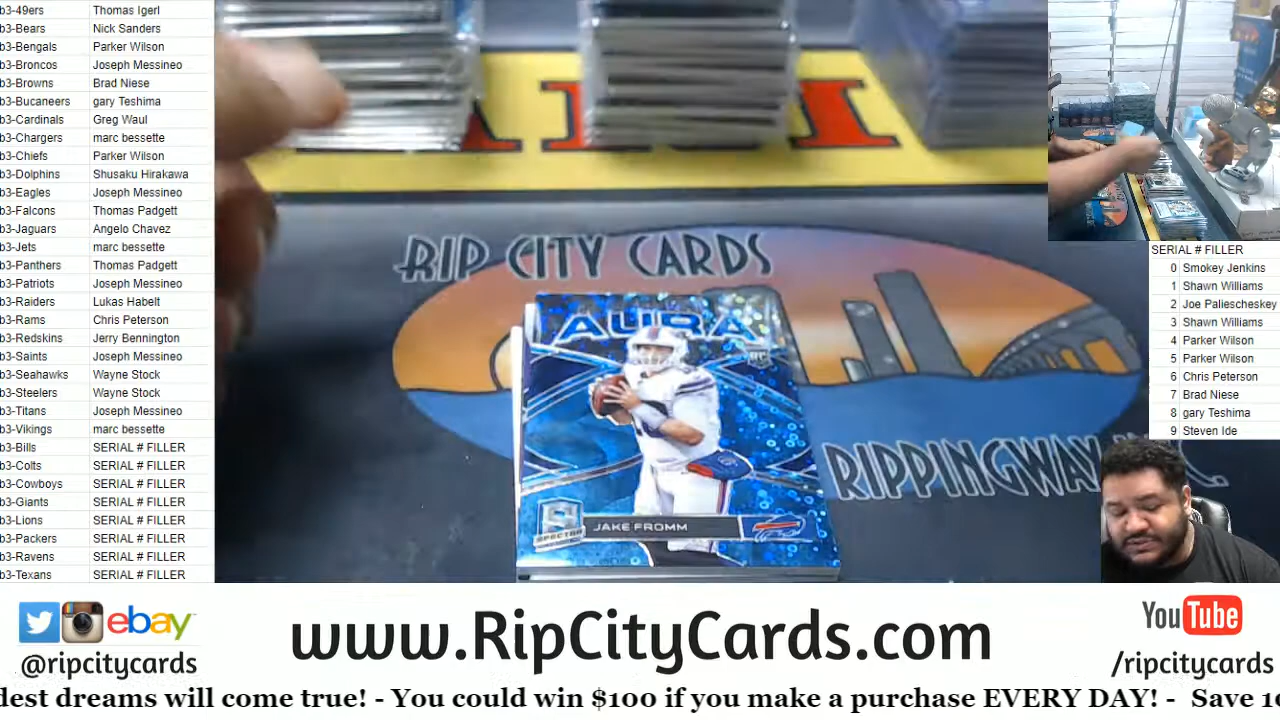 b3-49ers Thomas Igerl
b3-Bears Nick Sanders
b3-Bengals Parker Wilson
b3-Broncos Joseph Messineo
b3-Browns Brad Niese
b3-Bucaneers gary Teshima
b3-Cardinals Greg Waul
b3-Chargers marc bessette
b3-Chiefs Parker Wilson
b3-Dolphins Shusaku Hirakawa
b3-Eagles Joseph Messineo
b3-Falcons Thomas Padgett
b3-Jaguars Angelo Chavez
b3-Jets marc bessette
b3-Panthers Thomas Padgett
b3-Patriots Joseph Messineo
b3-Raiders Lukas Habelt
b3-Rams Chris Peterson
b3-Redskins Jerry Bennington
b3-Saints Joseph Messineo
b3-Seahawks Wayne Stock
b3-Steelers Wayne Stock
b3-Titans Joseph Messineo
b3-Vikings marc bessette
b3-Bills SERIAL # FILLER
b3-Colts SERIAL # FILLER
b3-Cowboys SERIAL # FILLER
b3-Giants SERIAL # FILLER
b3-Lions SERIAL # FILLER
b3-Packers SERIAL # FILLER
b3-Ravens SERIAL # FILLER
b3-Texans SERIAL # FILLER
RIP CITY CARDS
AURA
RC
SPECTRA
JAKE FROMM
SERIAL # FILLER
0 Smokey Jenkins
1 Shawn Williams
2 Joe Paliescheskey
3 Shawn Williams
4 Parker Wilson
5 Parker Wilson
6 Chris Peterson
7 Brad Niese
8 gary Teshima
9 Steven Ide
ebay
@ripcitycards
www.RipCityCards.com
YouTube
/ripcitycards
dest dreams will come true! - You could win $100 if you make a purchase EVERY DAY! - Save